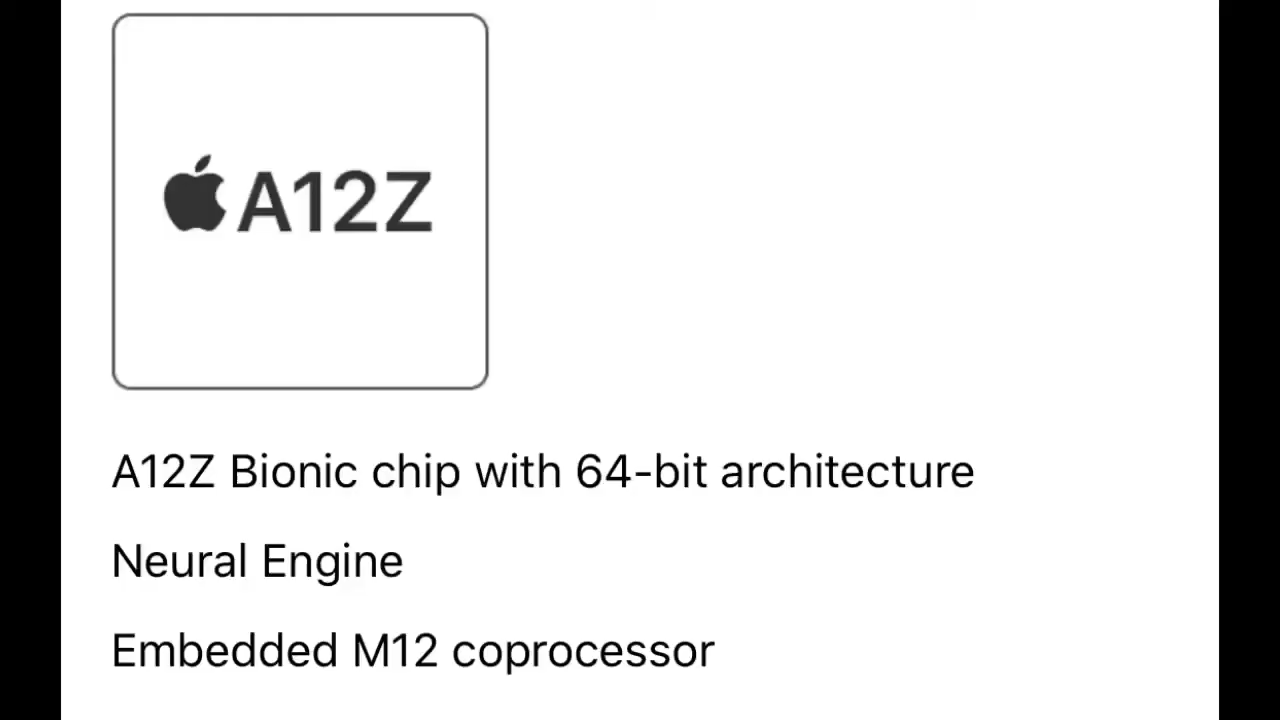 A12Z
A12Z Bionic chip with 64-bit architecture
Neural Engine
Embedded M12 coprocessor